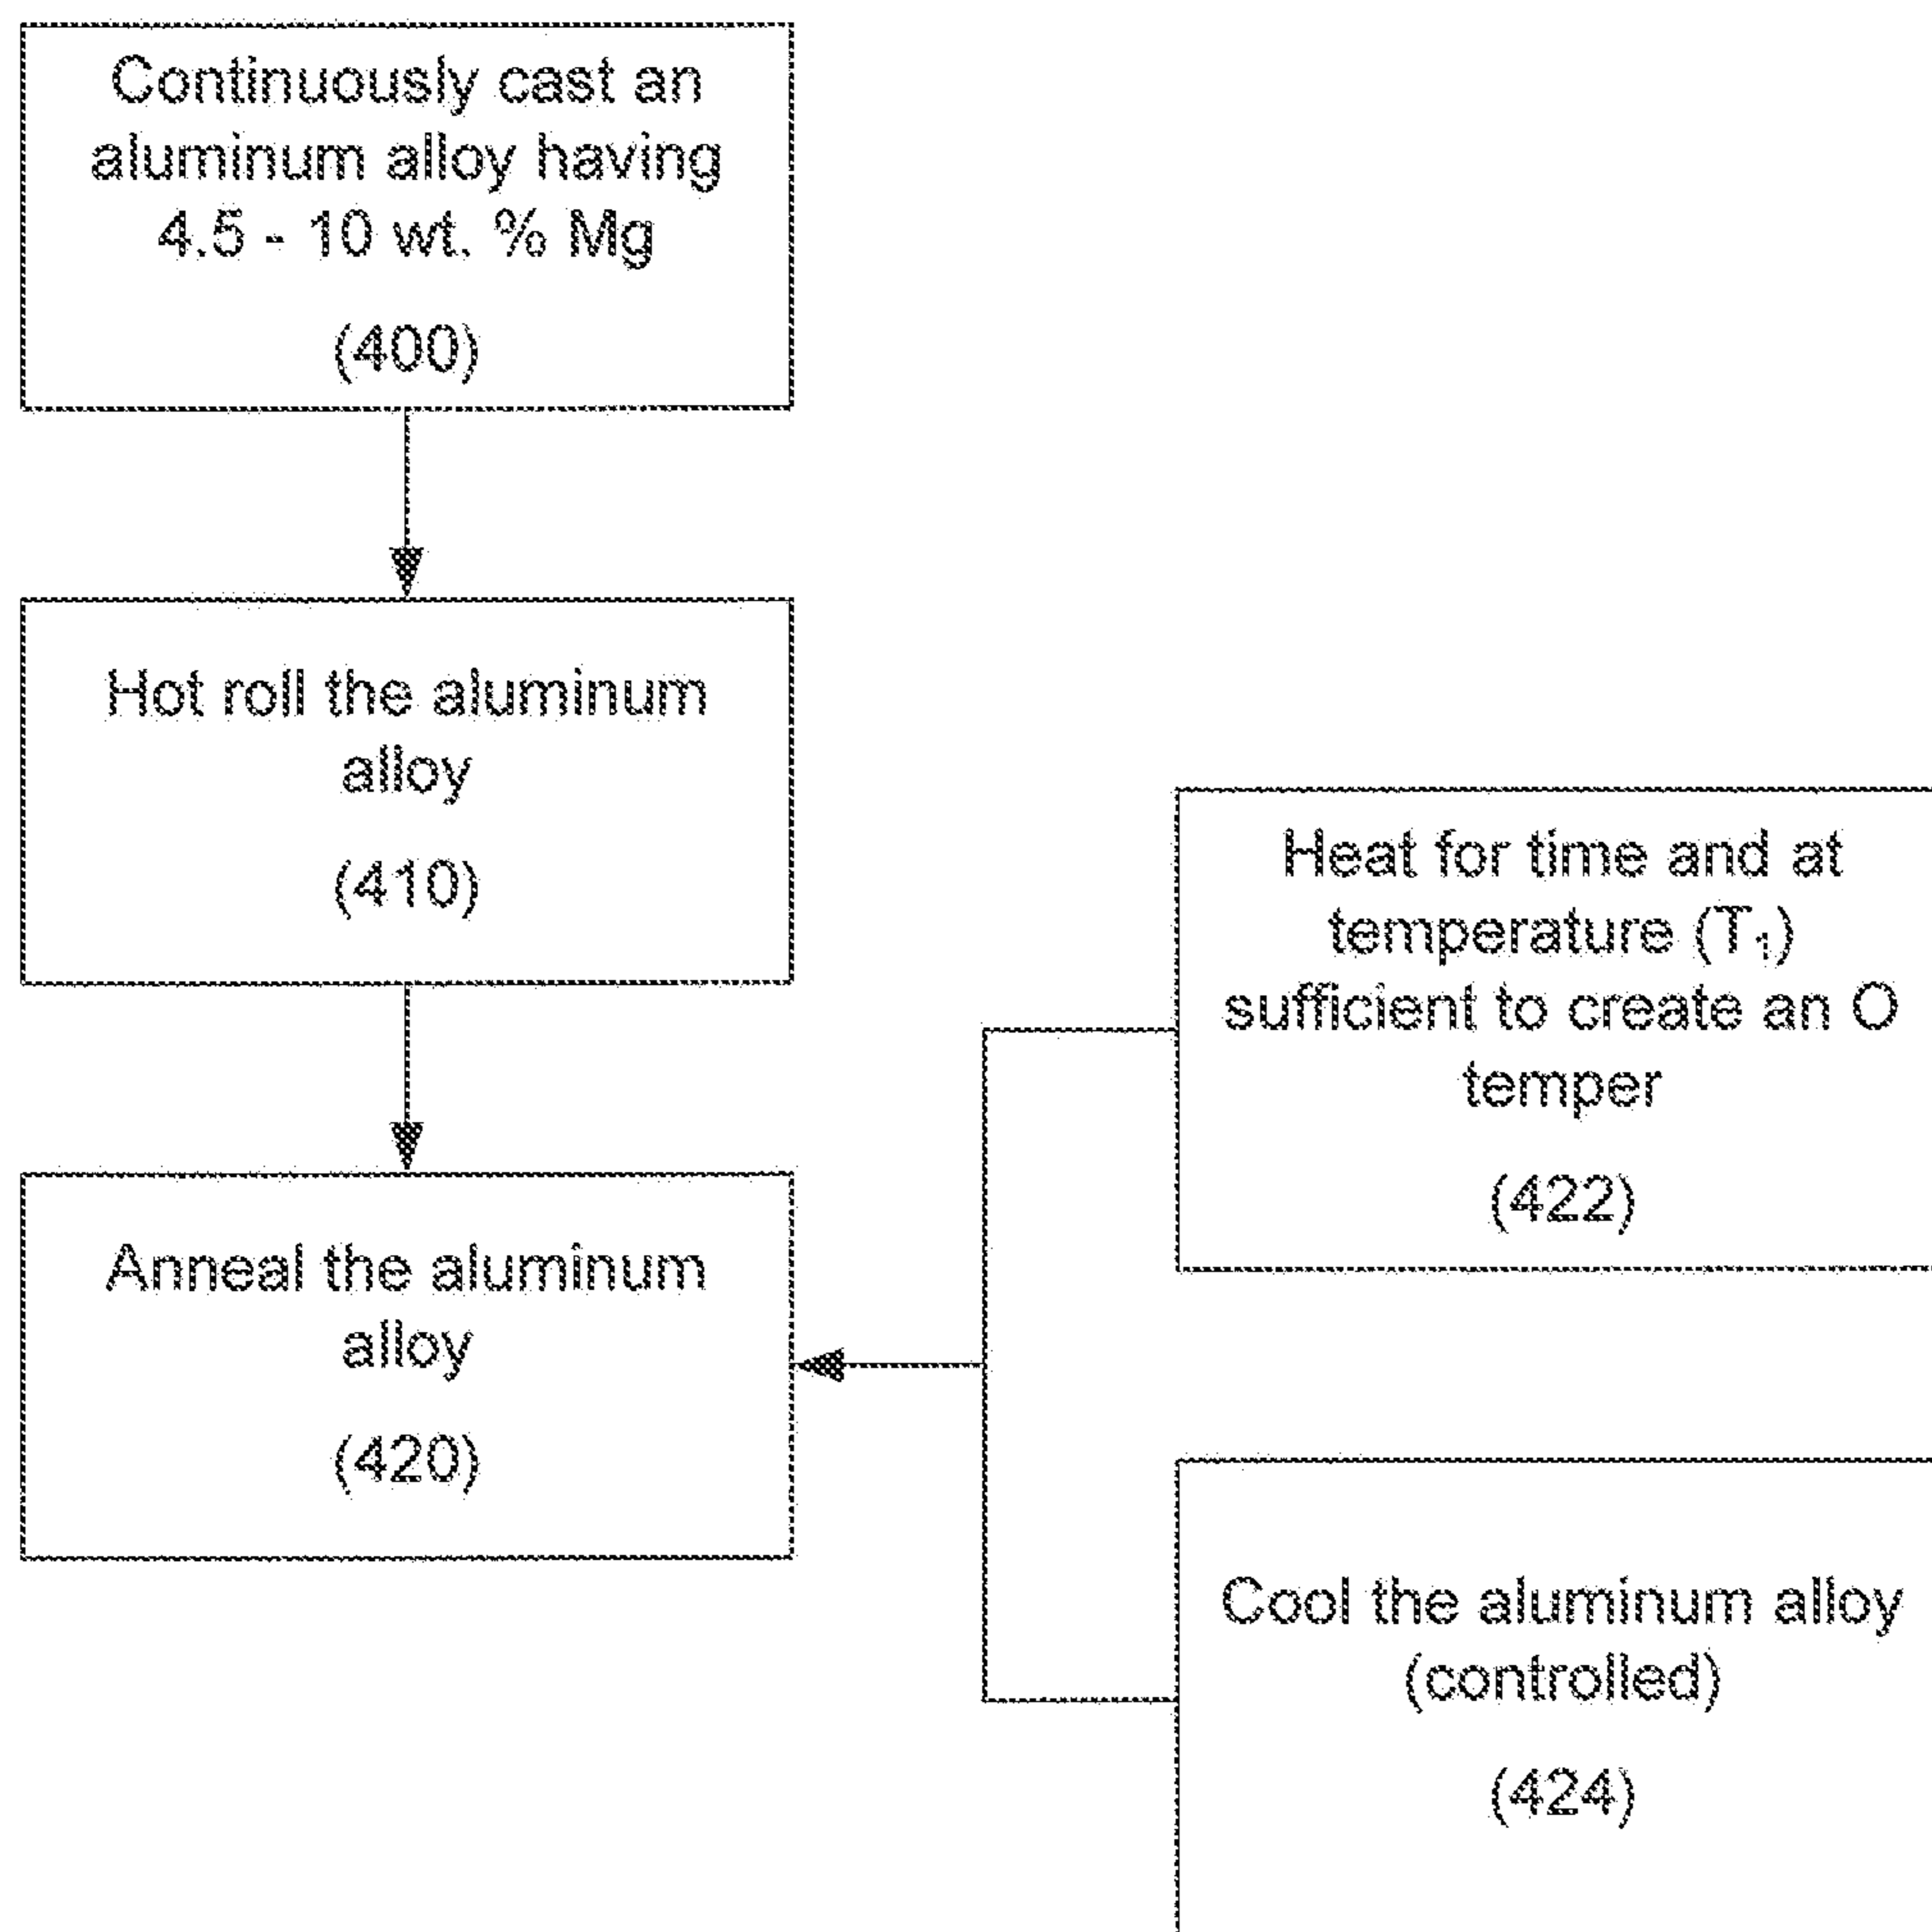 Continuously cast an
aluminum alloy having
4.5 - 10 wt. % Mg
(400)
Hot roll the aluminum
alloy
(410)
Anneal the aluminum
alloy
(420)
Heat for time and at
temperature (T₁)
sufficient to create an O
temper
(422)
Cool the aluminum alloy
(controlled)
(424)